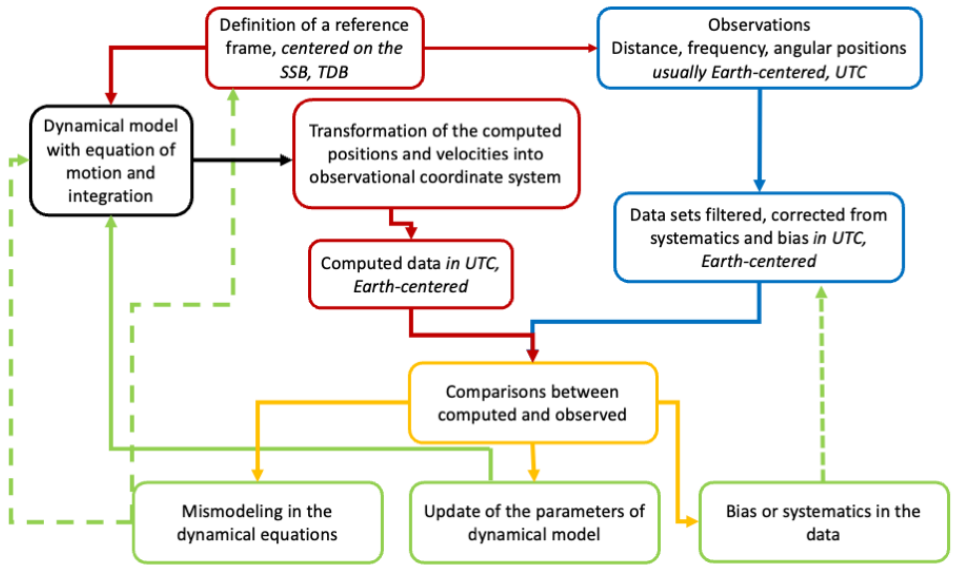 Definition of a reference
frame, centered on the
SSB, TDB
Observations
Distance, frequency, angular positions
usually Earth-centered, UTC
Dynamical model
with equation of
motion and
integration
Transformation of the computed
positions and velocities into
observational coordinate system
Data sets filtered, corrected from
systematics and bias in UTC,
Earth-centered
Computed data in UTC,
Earth-centered
Comparisons between
computed and observed
Mismodeling in the
dynamical equations
Update of the parameters of
dynamical model
Bias or systematics in the
data